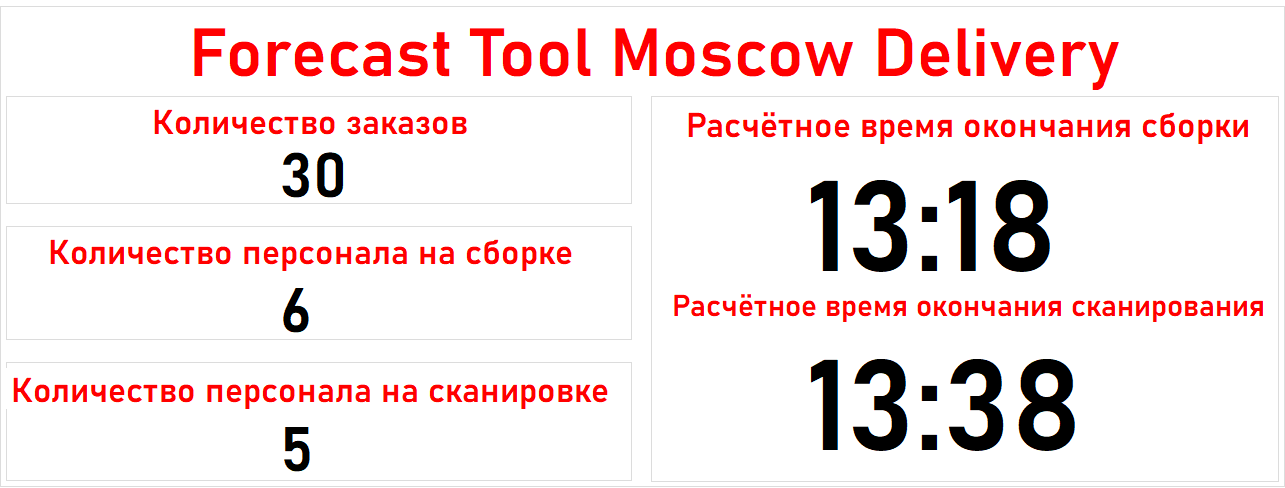 Forecast Tool Moscow Delivery
Количество заказов
30
Количество персонала на сборке
6
Количество персонала на сканировке
5
Расчётное время окончания сборки
13:18
Расчётное время окончания сканирования
13:38